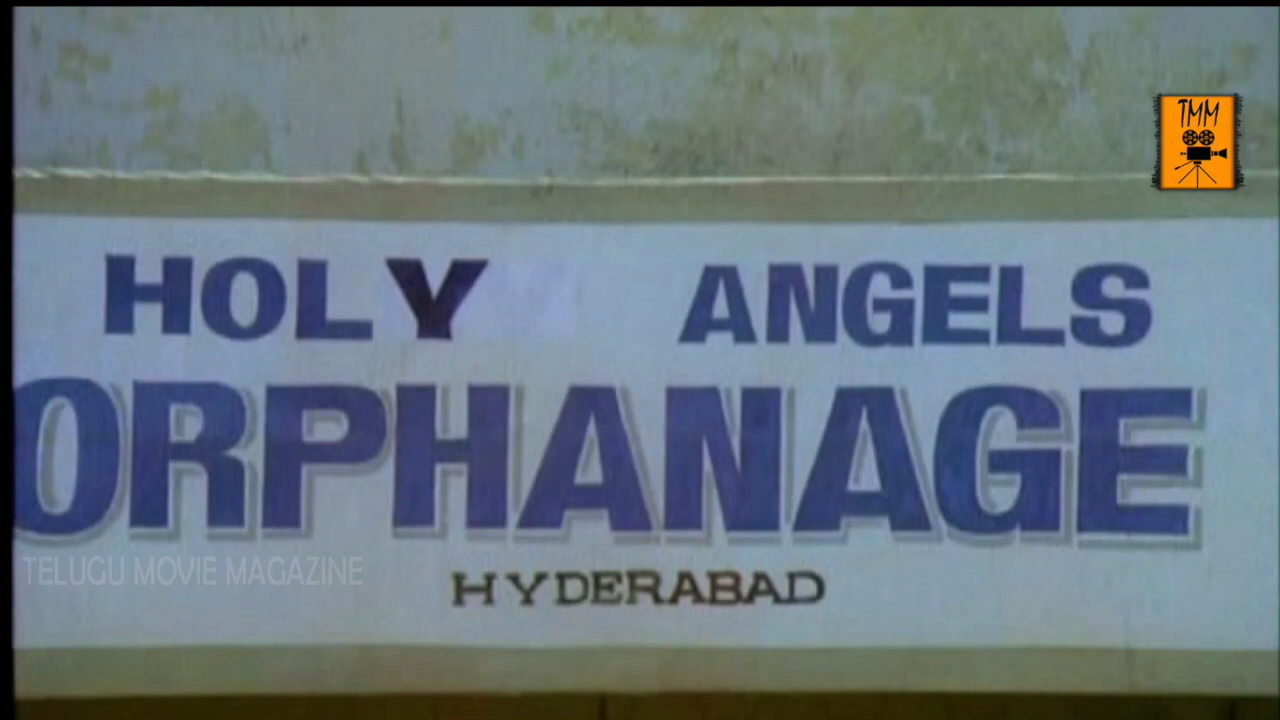 TMM
HOLY ANGELS
ORPHANAGE
TELUGU MOVIE MAGAZINE
HYDERABAD